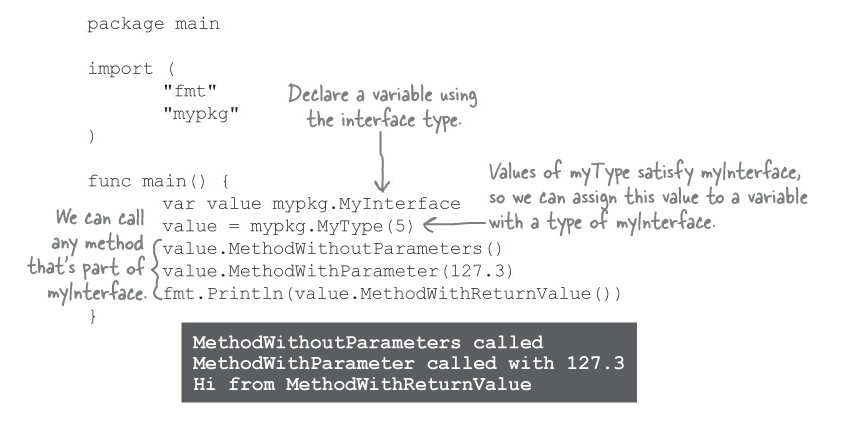 package main
import (
"fmt"
"mypkg"
)
Declare a variable using
the interface type.
func main() {
var value mypkg.MyInterface
value = mypkg.MyType(5)
value.MethodWithoutParameters()
value.MethodWithParameter(127.3)
fmt.Println(value.MethodWithReturnValue())
}
Values of myType satisfy myInterface,
so we can assign this value to a variable
with a type of myInterface.
We can call
any method
that's part of
myInterface.
MethodWithoutParameters called
MethodWithParameter called with 127.3
Hi from MethodWithReturnValue